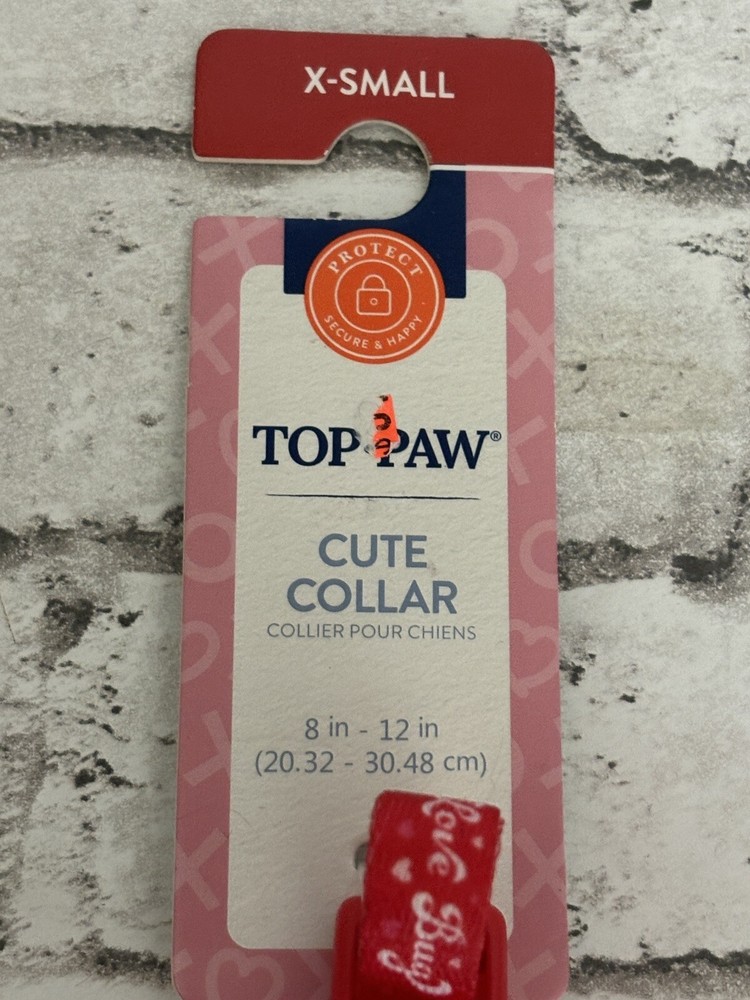 X-SMALL
PROTECT
SECURE & HAPPY
TOP PAW®
CUTE
COLLAR
COLLIER POUR CHIENS
8 in - 12 in
(20.32 - 30.48 cm)
Love Bug